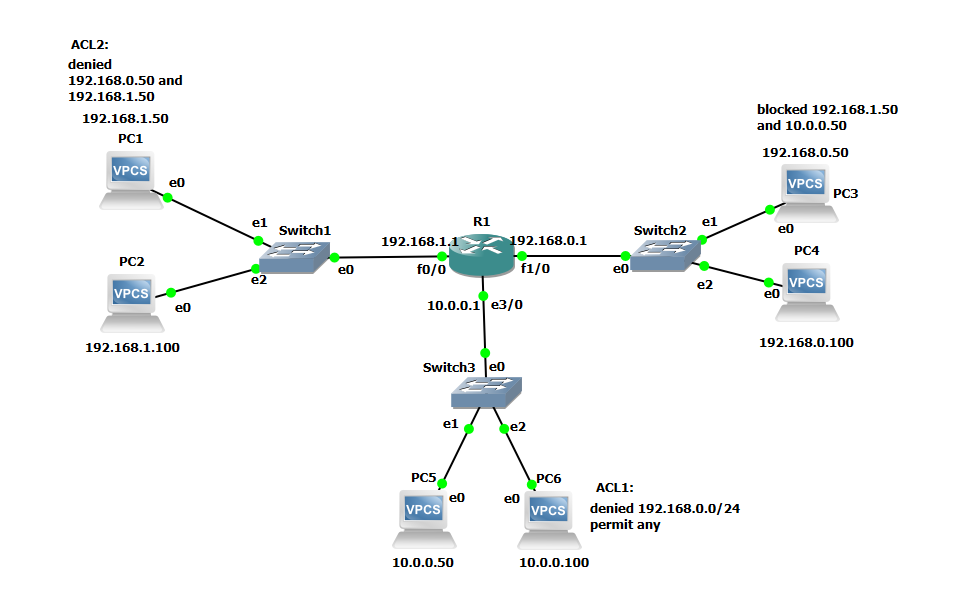 ACL2:
denied
192.168.0.50 and
192.168.1.50
192.168.1.50
PC1
VPCS
e0
e1
Switch1
e0
e2
PC2
VPCS
e0
192.168.1.100
R1
192.168.1.1
192.168.0.1
f0/0
f1/0
10.0.0.1
e3/0
blocked 192.168.1.50
and 10.0.0.50
192.168.0.50
VPCS
PC3
e0
e1
Switch2
e0
e2
PC4
VPCS
e0
192.168.0.100
Switch3
e0
e1
e2
PC5
VPCS
e0
10.0.0.50
PC6
VPCS
e0
10.0.0.100
ACL1:
denied 192.168.0.0/24
permit any